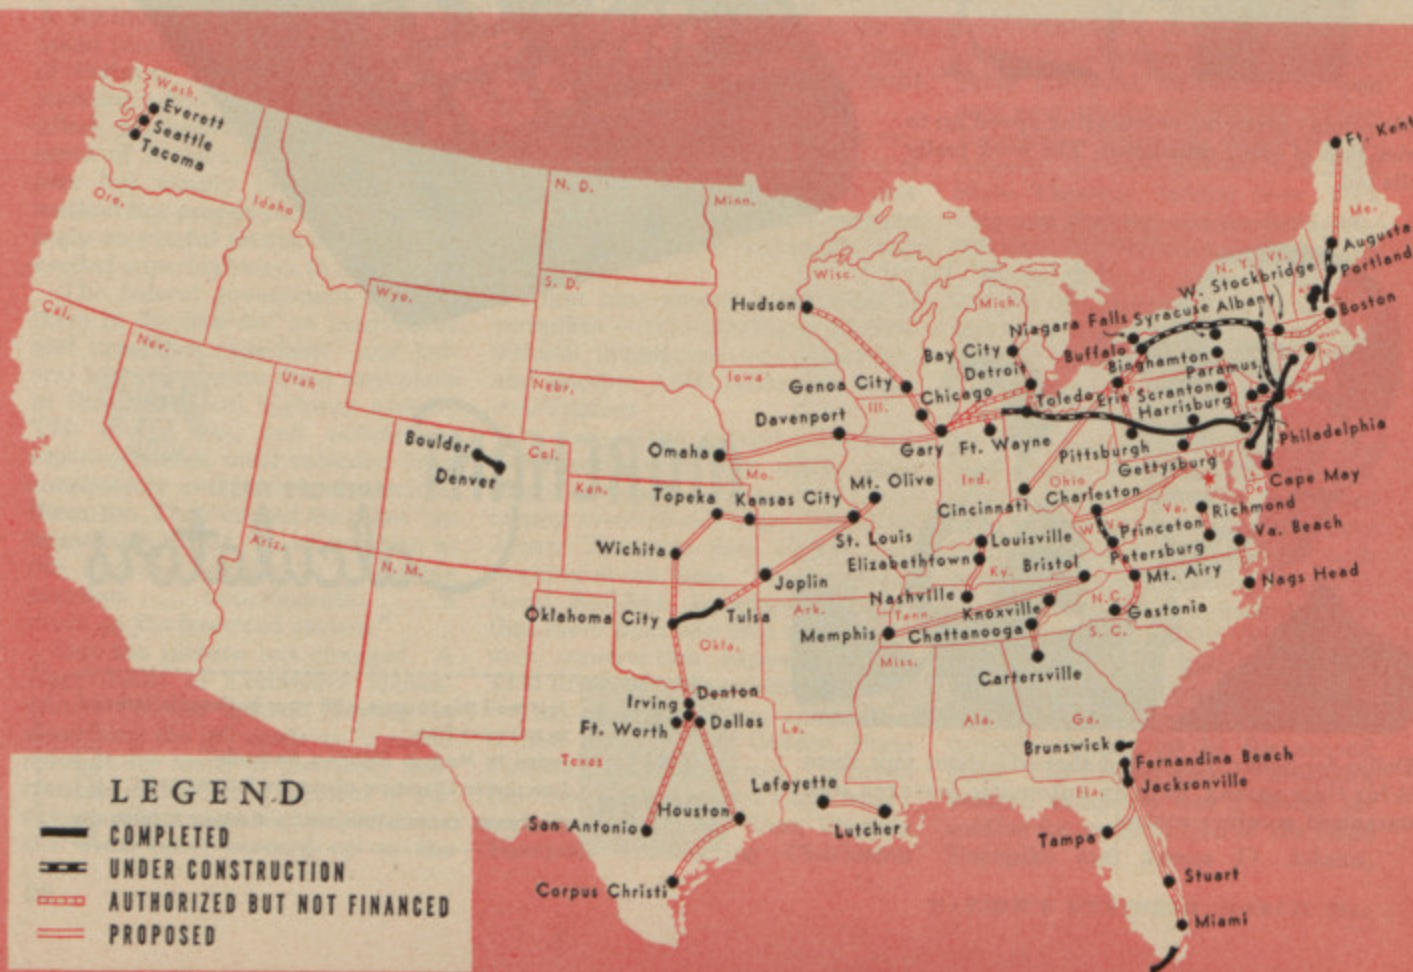 Wash.
Everett
Seattle
Tacoma
Ore.
Idaho
N. D.
Minn.
S. D.
Wyo.
Cal.
Nev.
Utah
Nebr.
Iowa
Wisc.
Mich.
Hudson
Genoa City
Chicago
Bay City
Detroit
Niagara Falls
Syracuse
Albany
W. Stockbridge
N. Y.
Vt.
Me.
Ft. Kent
Augusta
Portland
Boston
Mass.
Buffalo
Binghamton
Paramus
Toledo
Erie
Scranton
Harrisburg
Ill.
Davenport
Omaha
Gary
Ft. Wayne
Pittsburgh
Gettysburg
Philadelphia
Cape May
Md.
De
Boulder
Denver
Col.
Kan.
Mo.
Topeka
Kansas City
Mt. Olive
Ind.
Ohio
Cincinnati
Charleston
W. Va.
Va.
Princeton
Richmond
Petersburg
Va. Beach
Nags Head
Wichita
St. Louis
Louisville
Elizabethtown
Ky.
Bristol
Mt. Airy
Ariz.
N. M.
Joplin
Oklahoma City
Tulsa
Okla.
Ark.
Nashville
Tenn.
Knoxville
N.C.
Gastonia
S. C.
Memphis
Chattanooga
Cartersville
Miss.
Ala.
Ga.
Irving
Denton
Ft. Worth
Dallas
Texas
La.
Brunswick
Fernandina Beach
Jacksonville
Fla.
Lafayette
Lutcher
Houston
San Antonio
Corpus Christi
Tampa
Stuart
Miami
LEGEND
COMPLETED
UNDER CONSTRUCTION
AUTHORIZED BUT NOT FINANCED
PROPOSED